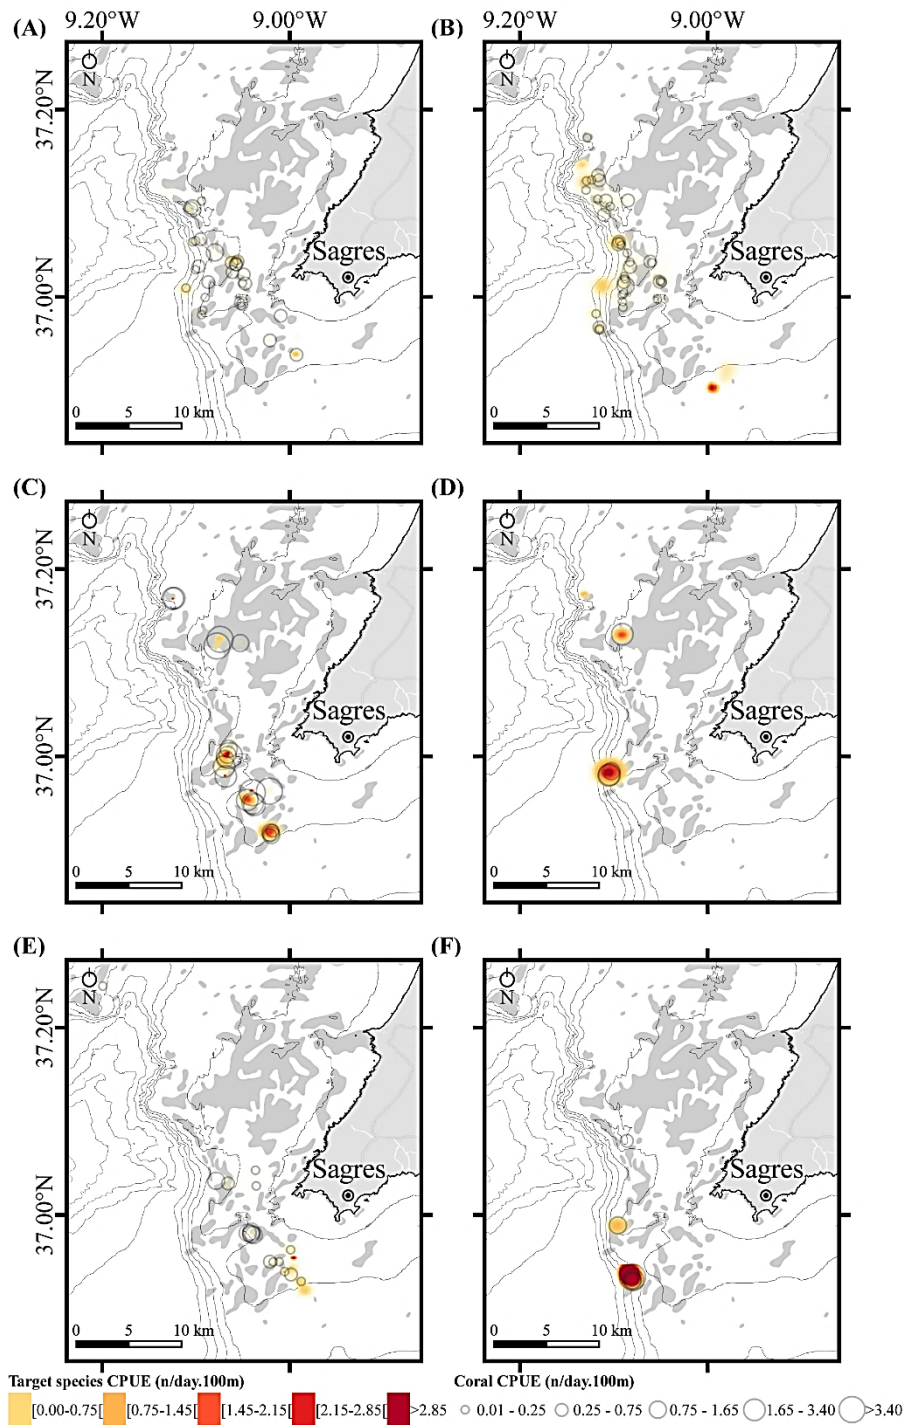 9.20°W 9.00°W 9.20°W 9.00°W
(A) (B)
N N
37.20°N
Sagres Sagres
37.00°N
0 5 10 km 0 5 10 km
(C) (D)
N N
37.20°N
Sagres Sagres
37.00°N
0 5 10 km 0 5 10 km
(E) (F)
N N
37.20°N
Sagres Sagres
37.00°N
0 5 10 km 0 5 10 km
Target species CPUE (n/day.100m) Coral CPUE (n/day.100m)
[0.00-0.75[ [0.75-1.45[ [1.45-2.15[ [2.15-2.85[ >2.85 0.01 - 0.25 0.25 - 0.75 0.75 - 1.65 1.65 - 3.40 >3.40